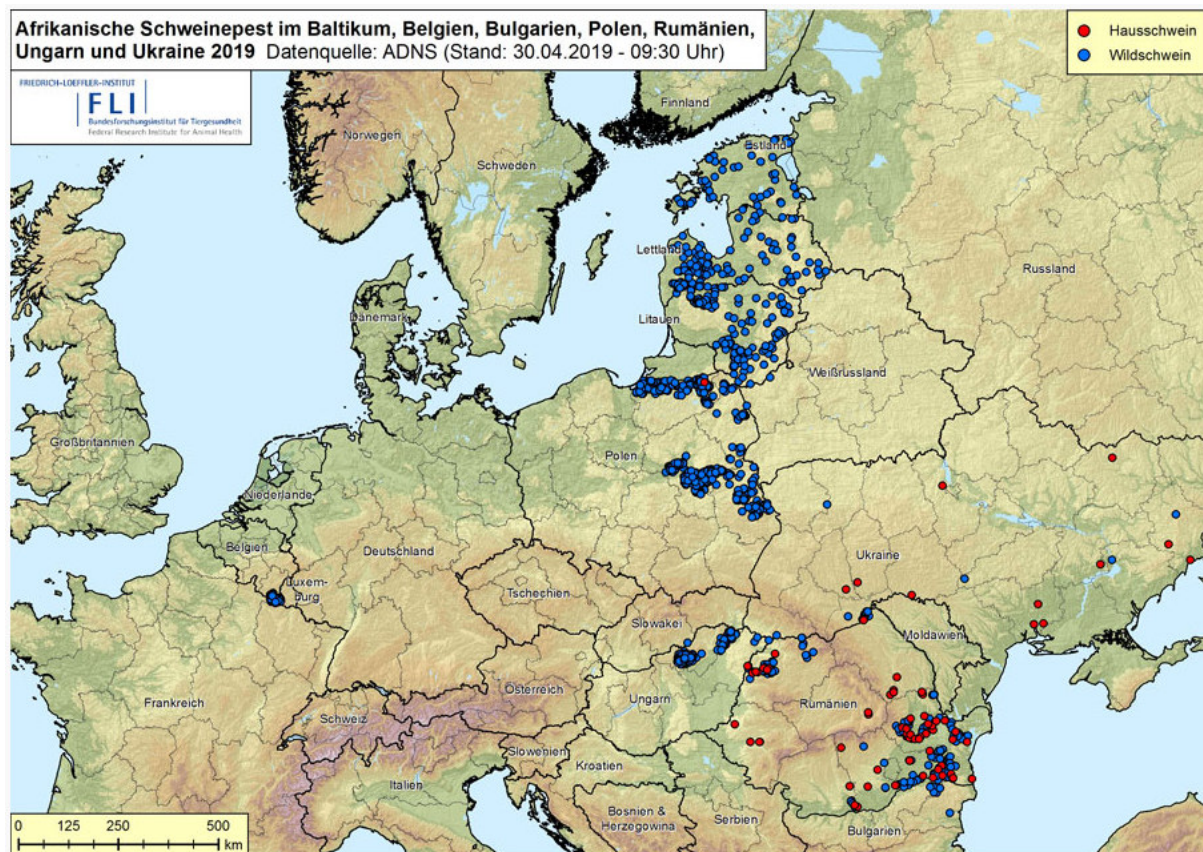 Afrikanische Schweinepest im Baltikum, Belgien, Bulgarien, Polen, Rumänien,
Ungarn und Ukraine 2019 Datenquelle: ADNS (Stand: 30.04.2019 - 09:30 Uhr)
Hausschwein
Wildschwein
FRIEDRICH-LOEFFLER-INSTITUT
FLI
Bundesforschungsinstitut für Tiergesundheit
Federal Research Institute for Animal Health
Finnland
Norwegen
Schweden
Estland
Lettland
Russland
Dänemark
Litauen
Weißrussland
Großbritannien
Polen
Niederlande
Belgien
Deutschland
Ukraine
Luxem-
burg
Tschechien
Slowakei
Moldawien
Frankreich
Österreich
Ungarn
Rumänien
Schweiz
Slowenien
Kroatien
Italien
Bosnien &
Herzegowina
Serbien
Bulgarien
0 125 250 500
km